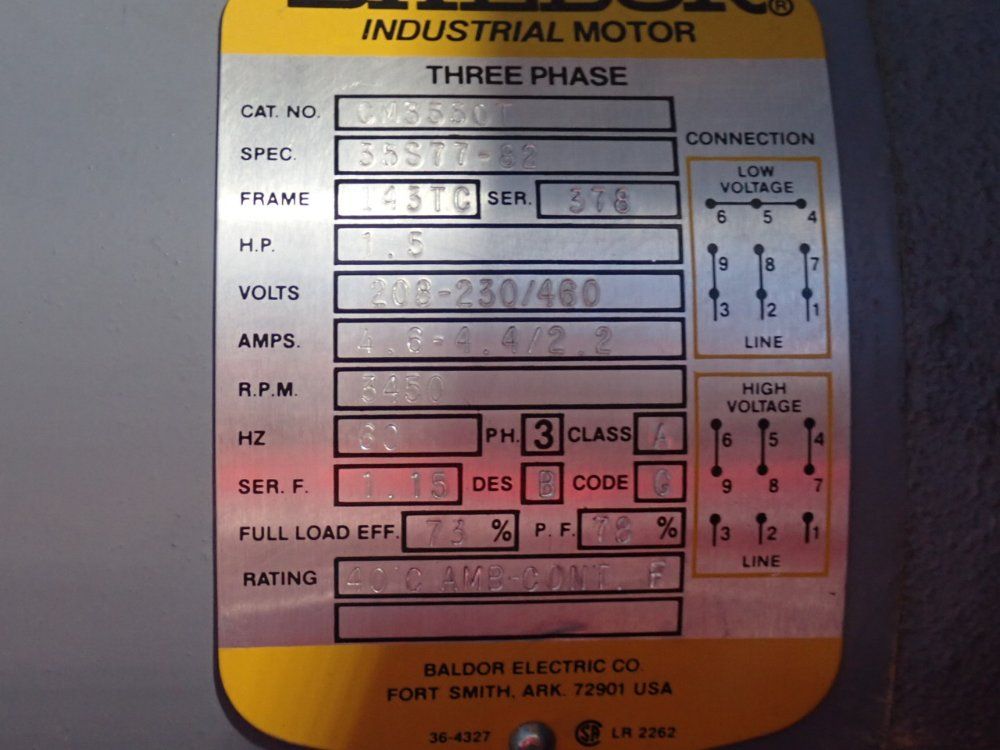 BALDOR®
INDUSTRIAL MOTOR
THREE PHASE
CAT. NO. CM3550T
SPEC. 35S77-82
FRAME 143TC SER. 378
H.P. 1.5
VOLTS 208-230/460
AMPS. 4.6-4.4/2.2
R.P.M. 3450
HZ 60 PH. 3 CLASS A
SER. F. 1.15 DES B CODE G
FULL LOAD EFF. 73 % P. F. 78 %
RATING 40°C AMB-CONT. F
CONNECTION
LOW
VOLTAGE
6 5 4
9 8 7
3 2 1
LINE
HIGH
VOLTAGE
6 5 4
9 8 7
3 2 1
LINE
BALDOR ELECTRIC CO.
FORT SMITH, ARK. 72901 USA
36-4327 SA LR 2262